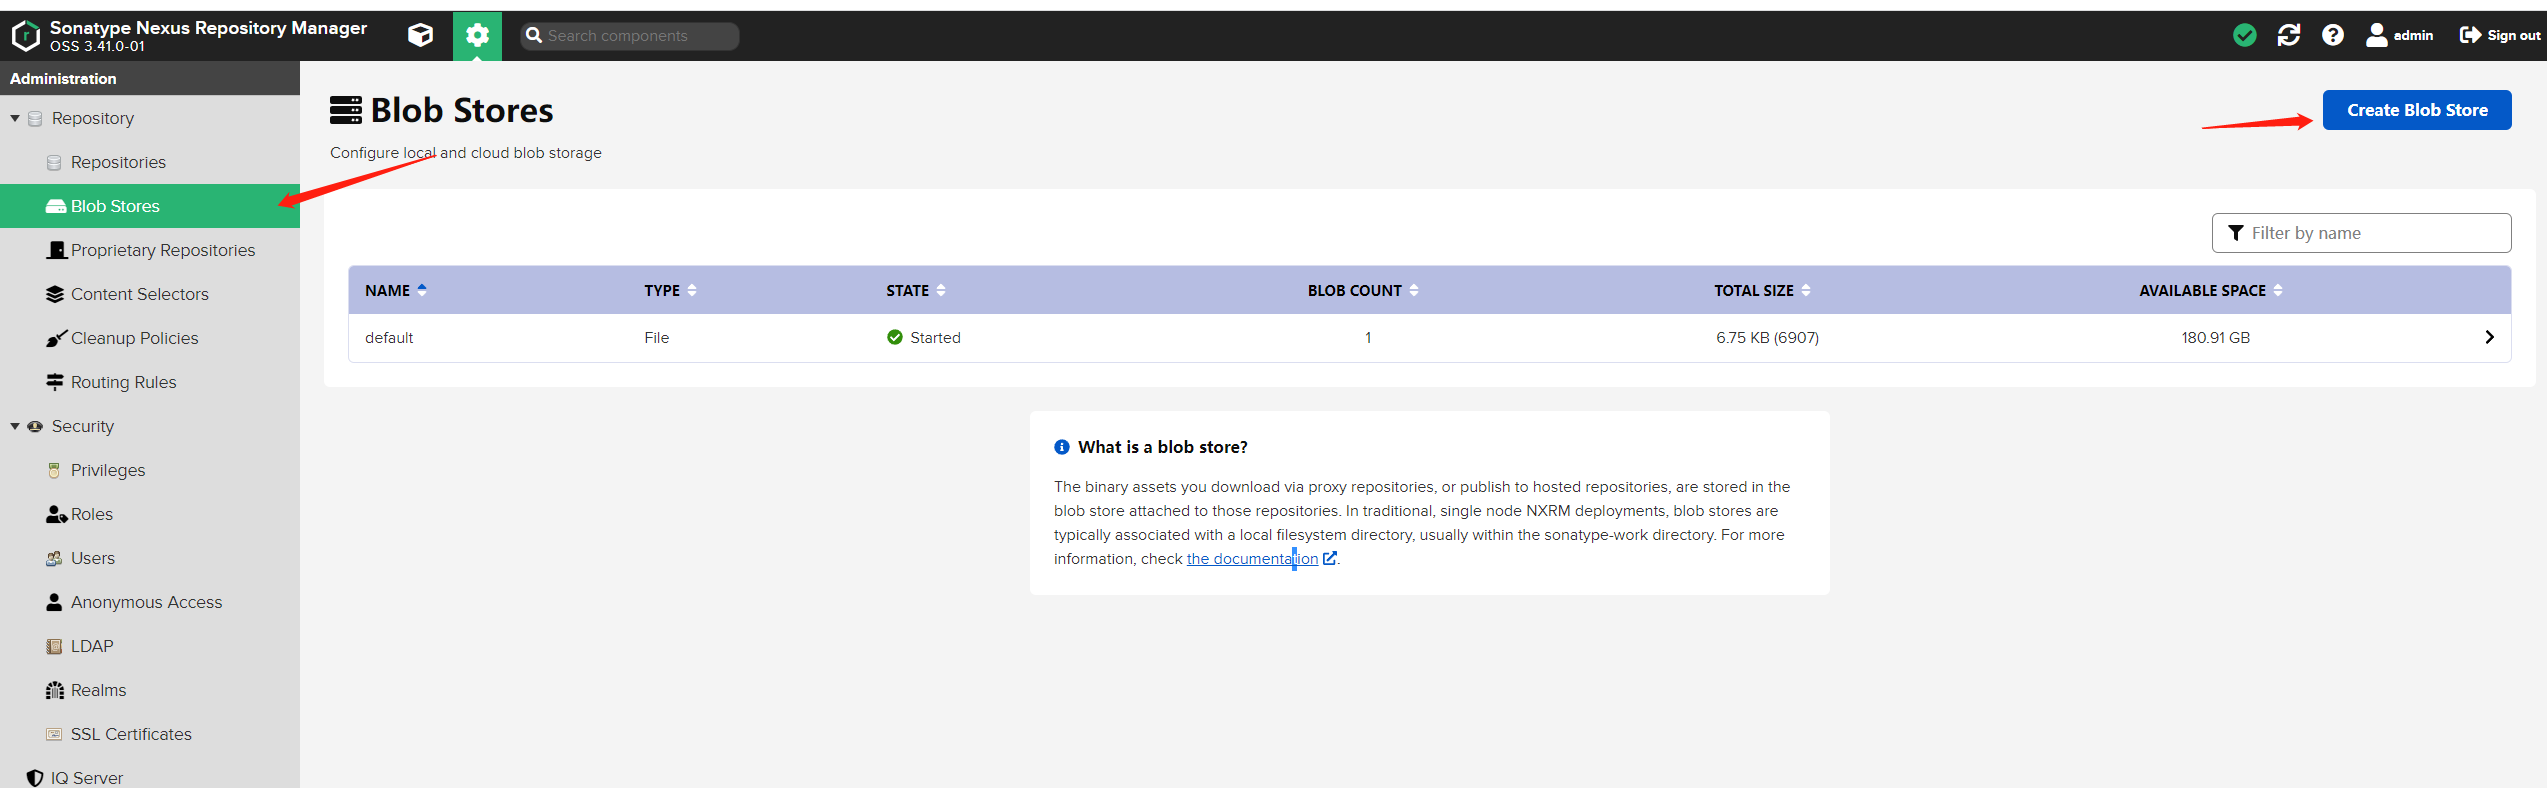 Sonatype Nexus Repository Manager
OSS 3.41.0-01
Search components
admin
Sign out
Administration
Repository
Repositories
Blob Stores
Proprietary Repositories
Content Selectors
Cleanup Policies
Routing Rules
Security
Privileges
Roles
Users
Anonymous Access
LDAP
Realms
SSL Certificates
IQ Server
Blob Stores
Configure local and cloud blob storage
Create Blob Store
Filter by name
NAME TYPE STATE BLOB COUNT TOTAL SIZE AVAILABLE SPACE
default File Started 1 6.75 KB (6907) 180.91 GB
What is a blob store?
The binary assets you download via proxy repositories, or publish to hosted repositories, are stored in the
blob store attached to those repositories. In traditional, single node NXRM deployments, blob stores are
typically associated with a local filesystem directory, usually within the sonatype-work directory. For more
information, check the documentation.